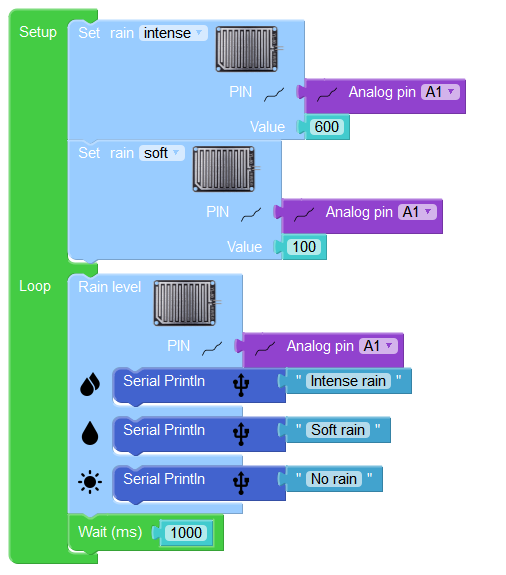 Setup Set rain intense
PIN Analog pin A1
Value 600
Set rain soft
PIN Analog pin A1
Value 100
Loop Rain level
PIN Analog pin A1
Serial Println " Intense rain "
Serial Println " Soft rain "
Serial Println " No rain "
Wait (ms) 1000